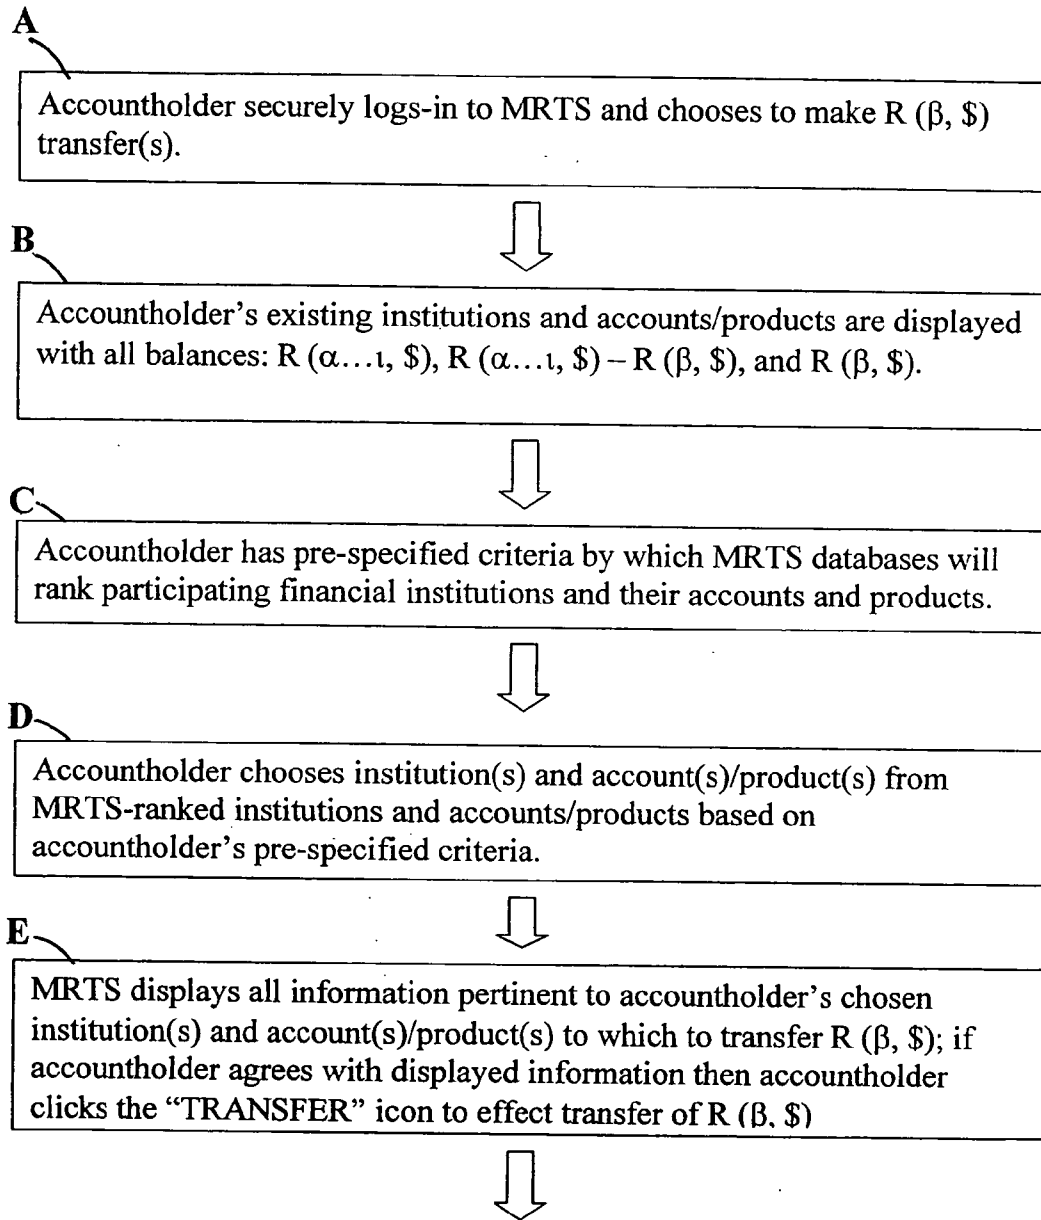 A
Accountholder securely logs-in to MRTS and chooses to make R (β, $)
transfer(s).
B
Accountholder’s existing institutions and accounts/products are displayed
with all balances: R (α…ι, $), R (α…ι, $) – R (β, $), and R (β, $).
C
Accountholder has pre-specified criteria by which MRTS databases will
rank participating financial institutions and their accounts and products.
D
Accountholder chooses institution(s) and account(s)/product(s) from
MRTS-ranked institutions and accounts/products based on
accountholder’s pre-specified criteria.
E
MRTS displays all information pertinent to accountholder’s chosen
institution(s) and account(s)/product(s) to which to transfer R (β, $); if
accountholder agrees with displayed information then accountholder
clicks the “TRANSFER” icon to effect transfer of R (β, $)